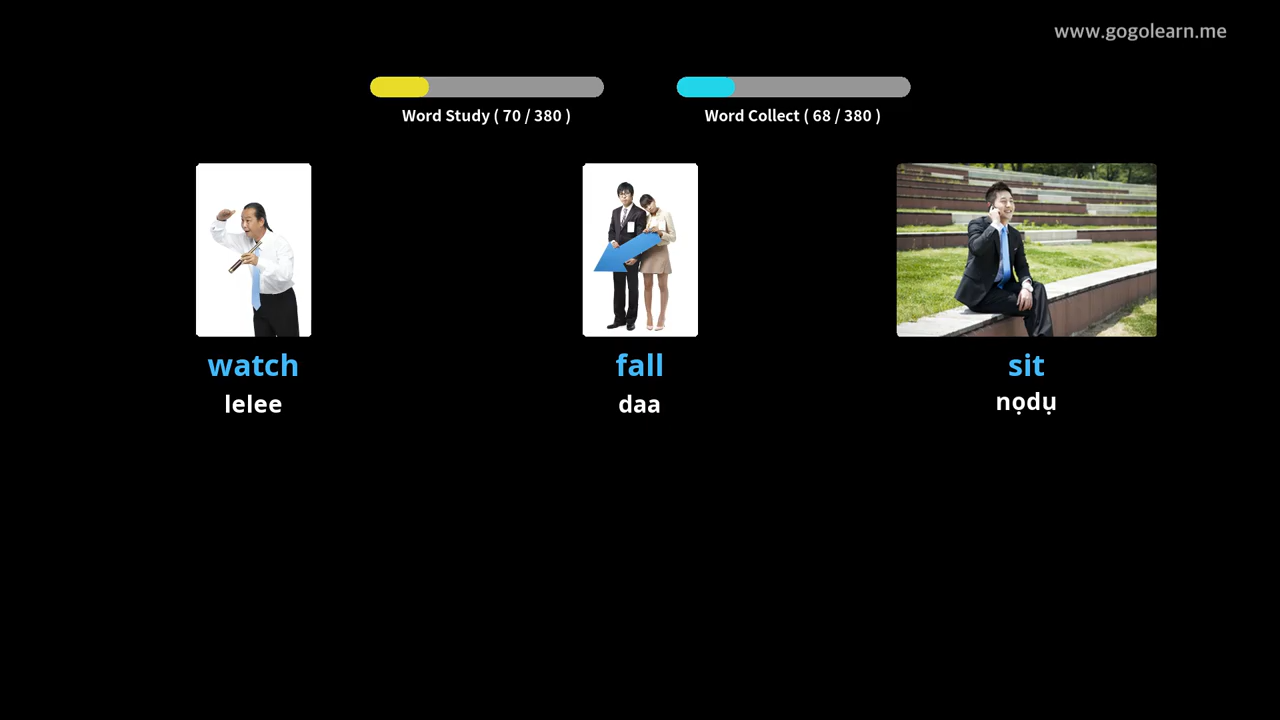 www.gogolearn.me
Word Study ( 70 / 380 )
Word Collect ( 68 / 380 )
watch
fall
sit
lelee
daa
nọdụ